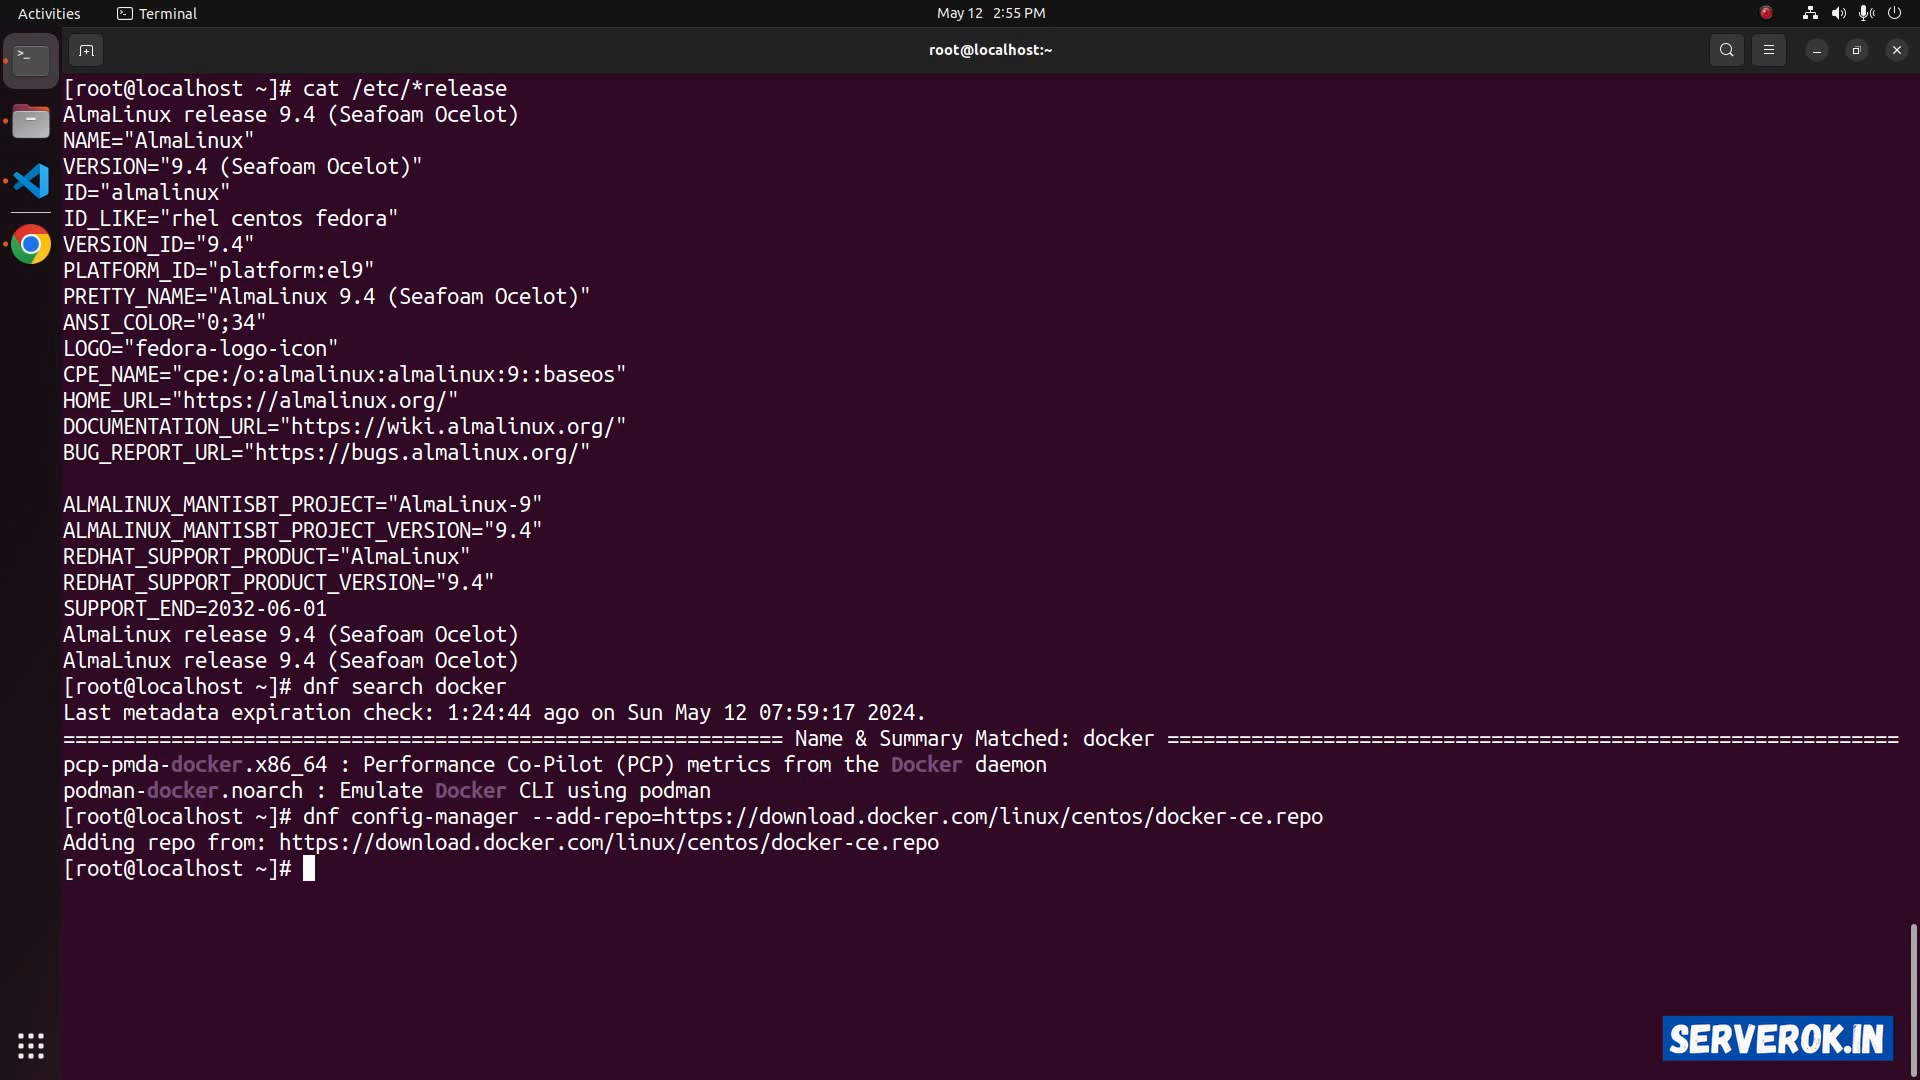 Activities
Terminal
May 12 2:55 PM
root@localhost:~
[root@localhost ~]# cat /etc/*release
AlmaLinux release 9.4 (Seafoam Ocelot)
NAME="AlmaLinux"
VERSION="9.4 (Seafoam Ocelot)"
ID="almalinux"
ID_LIKE="rhel centos fedora"
VERSION_ID="9.4"
PLATFORM_ID="platform:el9"
PRETTY_NAME="AlmaLinux 9.4 (Seafoam Ocelot)"
ANSI_COLOR="0;34"
LOGO="fedora-logo-icon"
CPE_NAME="cpe:/o:almalinux:almalinux:9::baseos"
HOME_URL="https://almalinux.org/"
DOCUMENTATION_URL="https://wiki.almalinux.org/"
BUG_REPORT_URL="https://bugs.almalinux.org/"
ALMALINUX_MANTISBT_PROJECT="AlmaLinux-9"
ALMALINUX_MANTISBT_PROJECT_VERSION="9.4"
REDHAT_SUPPORT_PRODUCT="AlmaLinux"
REDHAT_SUPPORT_PRODUCT_VERSION="9.4"
SUPPORT_END=2032-06-01
AlmaLinux release 9.4 (Seafoam Ocelot)
AlmaLinux release 9.4 (Seafoam Ocelot)
[root@localhost ~]# dnf search docker
Last metadata expiration check: 1:24:44 ago on Sun May 12 07:59:17 2024.
============================================================ Name & Summary Matched: docker =============================================================
pcp-pmda-docker.x86_64 : Performance Co-Pilot (PCP) metrics from the Docker daemon
podman-docker.noarch : Emulate Docker CLI using podman
[root@localhost ~]# dnf config-manager --add-repo=https://download.docker.com/linux/centos/docker-ce.repo
Adding repo from: https://download.docker.com/linux/centos/docker-ce.repo
[root@localhost ~]#
SERVEROK.IN